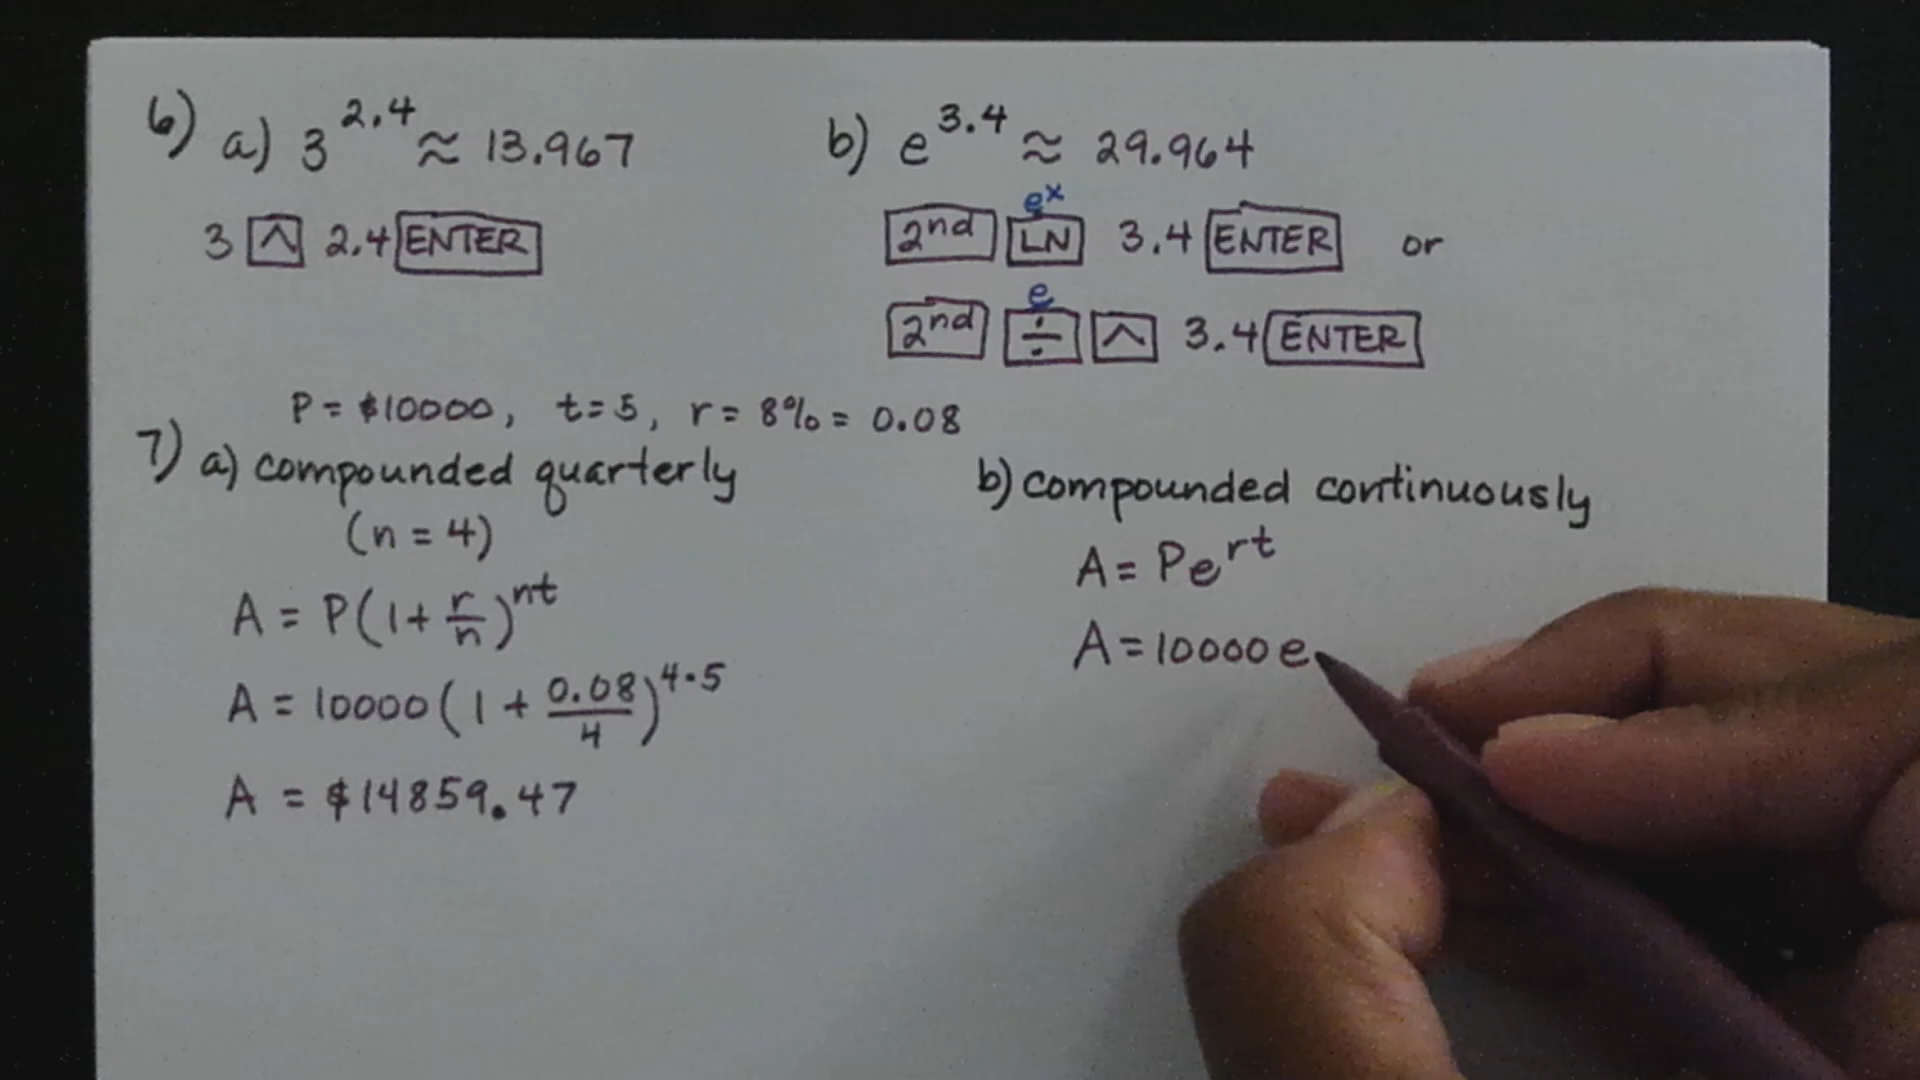 6) a) 3^2.4 ≈ 13.967
3 ^ 2.4 ENTER
b) e^3.4 ≈ 29.964
e^x
2nd LN 3.4 ENTER or
e
2nd ÷ ^ 3.4 ENTER
P = $10000, t = 5, r = 8% = 0.08
7) a) compounded quarterly
(n = 4)
A = P(1 + r/n)^nt
A = 10000(1 + 0.08/4)^4·5
A = $14859.47
b) compounded continuously
A = Pe^rt
A = 10000e